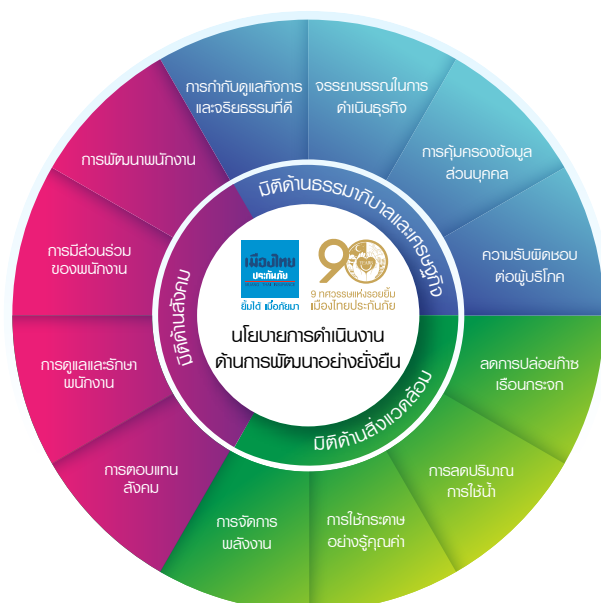 การกำกับดูแลกิจการ
และจริยธรรมที่ดี
จรรยาบรรณในการ
ดำเนินธุรกิจ
การคุ้มครองข้อมูล
ส่วนบุคคล
ความรับผิดชอบ
ต่อผู้บริโภค
ลดการปล่อยก๊าซ
เรือนกระจก
การลดปริมาณ
การใช้น้ำ
การใช้กระดาษ
อย่างรู้คุณค่า
การจัดการ
พลังงาน
การตอบแทน
สังคม
การดูแลและรักษา
พนักงาน
การมีส่วนร่วม
ของพนักงาน
การพัฒนาพนักงาน
มิติด้านธรรมาภิบาลและเศรษฐกิจ
มิติด้านสิ่งแวดล้อม
มิติด้านสังคม
เมืองไทย
ประกันภัย
ยิ้มได้ เมื่อภัยมา
90
9 ทศวรรษแห่งรอยยิ้ม
เมืองไทยประกันภัย
นโยบายการดำเนินงาน
ด้านการพัฒนาอย่างยั่งยืน